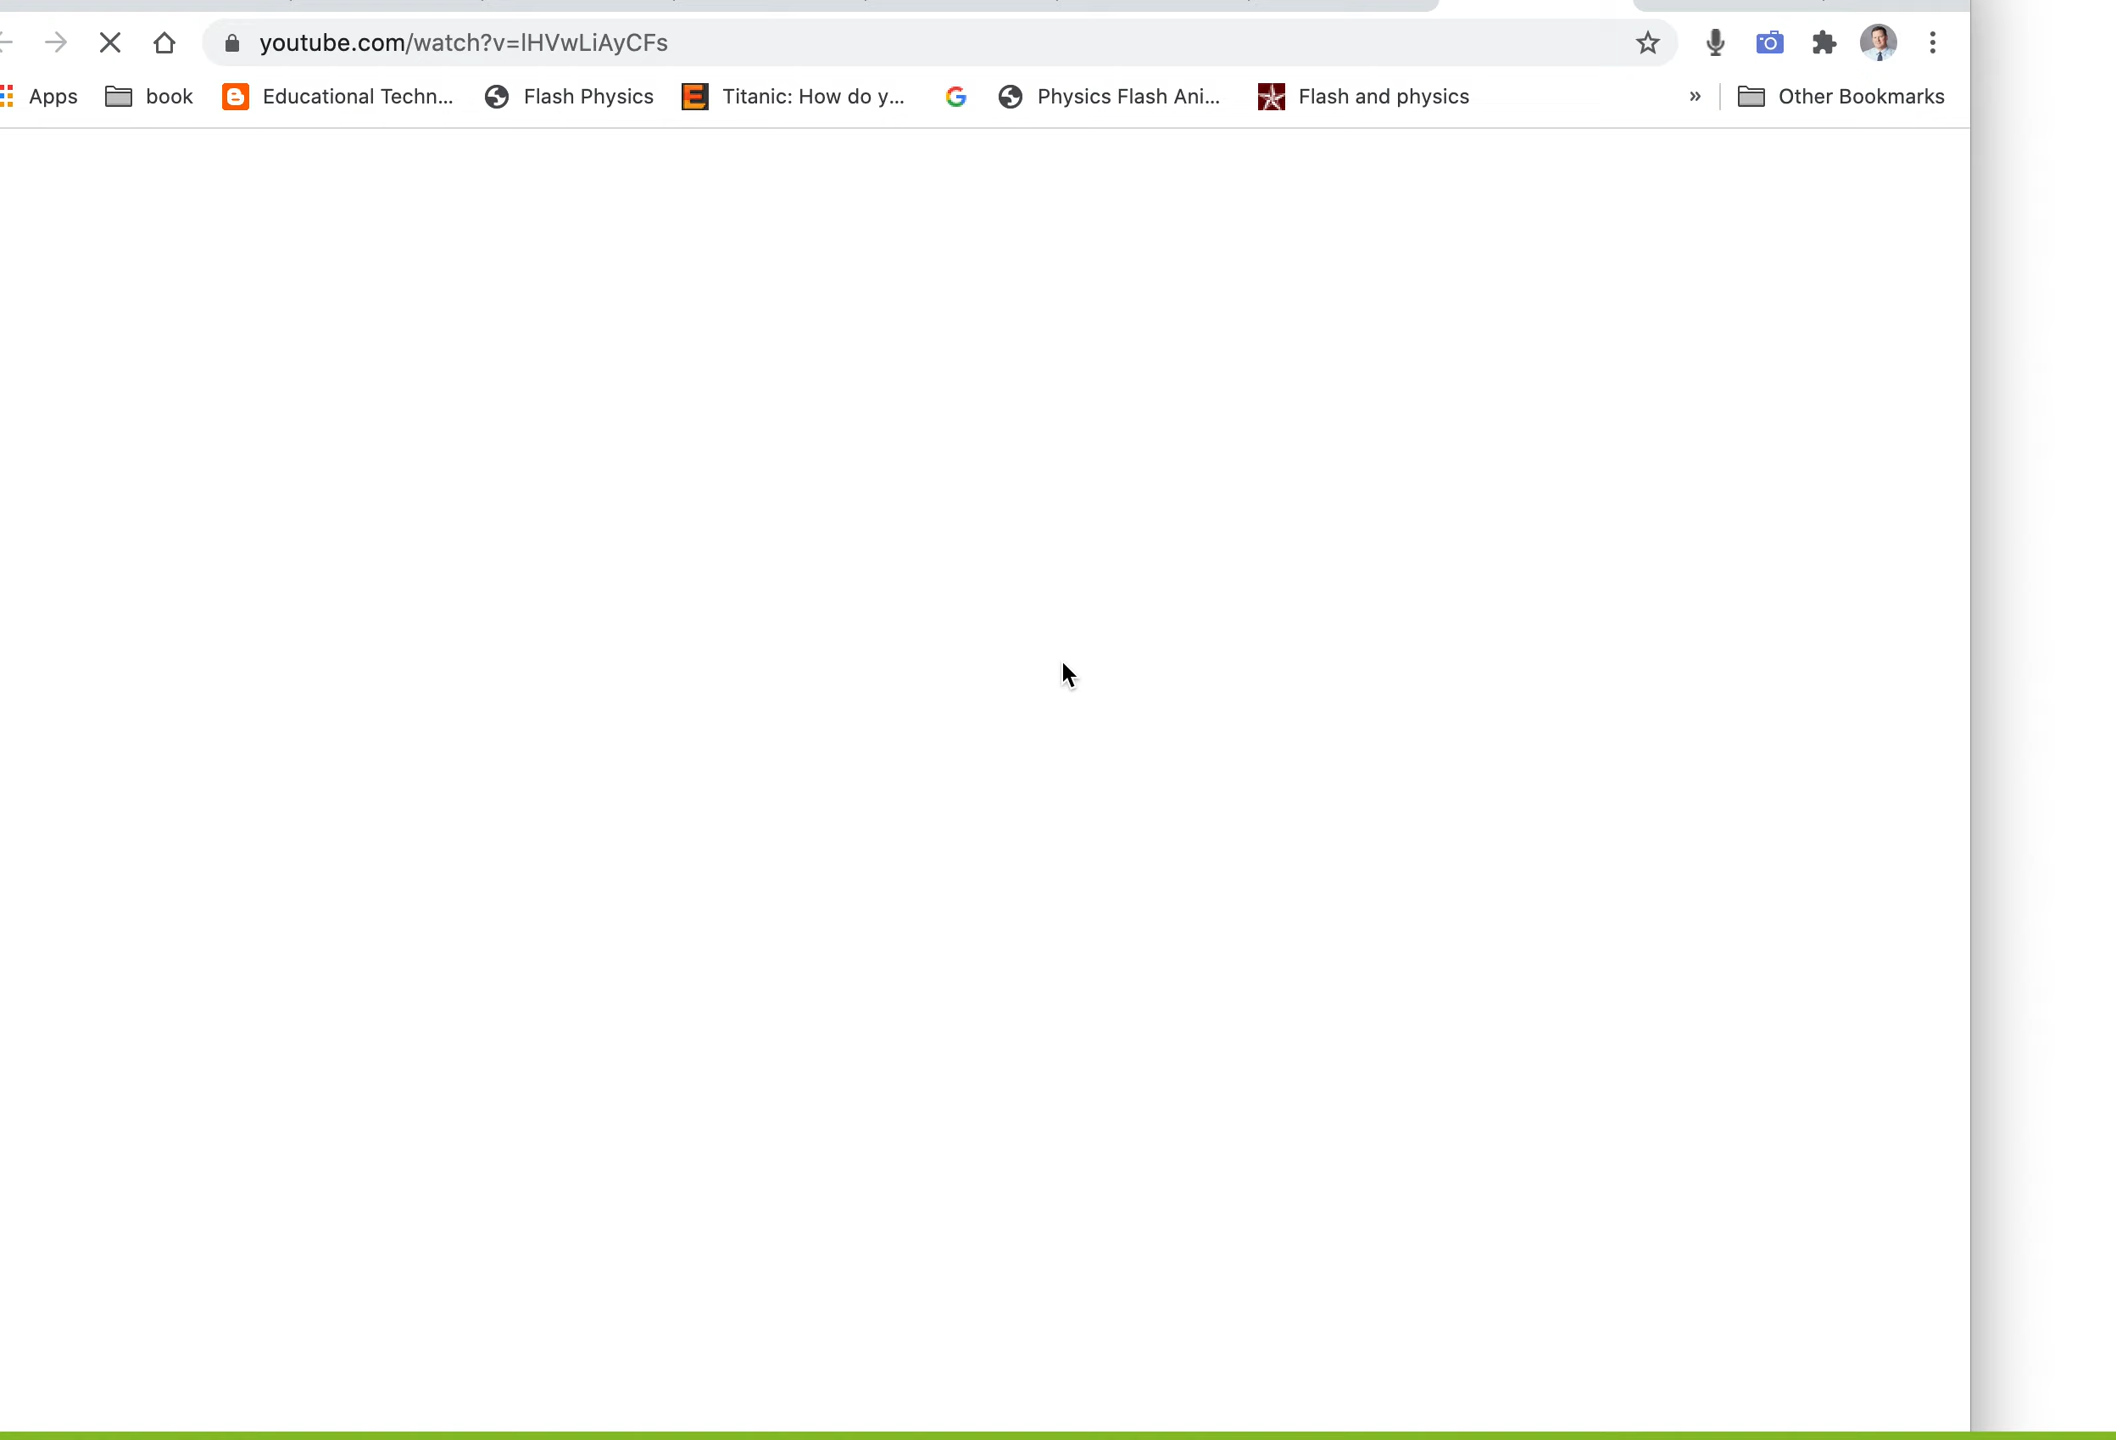 youtube.com/watch?v=lHVwLiAyCFs
Apps book Educational Techn... Flash Physics Titanic: How do y... Physics Flash Ani... Flash and physics » Other Bookmarks